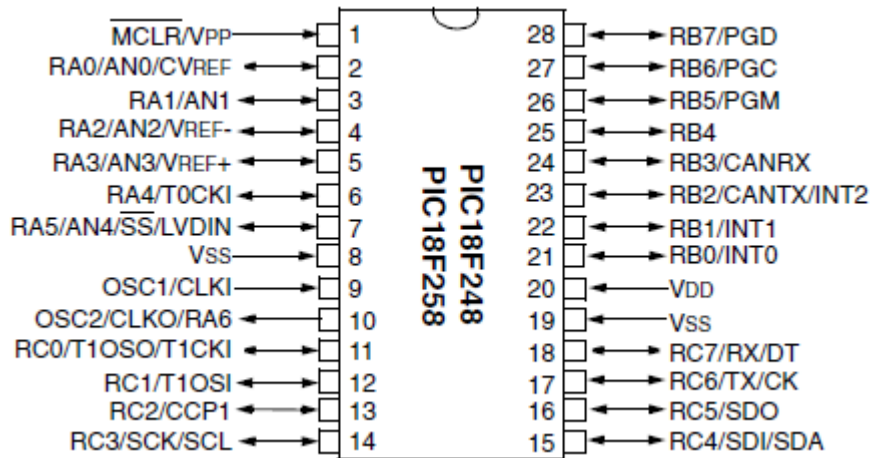 MCLR/VPP 1
RA0/AN0/CVREF 2
RA1/AN1 3
RA2/AN2/VREF- 4
RA3/AN3/VREF+ 5
RA4/T0CKI 6
RA5/AN4/SS/LVDIN 7
VSS 8
OSC1/CLKI 9
OSC2/CLKO/RA6 10
RC0/T1OSO/T1CKI 11
RC1/T1OSI 12
RC2/CCP1 13
RC3/SCK/SCL 14
PIC18F248
PIC18F258
28 RB7/PGD
27 RB6/PGC
26 RB5/PGM
25 RB4
24 RB3/CANRX
23 RB2/CANTX/INT2
22 RB1/INT1
21 RB0/INT0
20 VDD
19 VSS
18 RC7/RX/DT
17 RC6/TX/CK
16 RC5/SDO
15 RC4/SDI/SDA